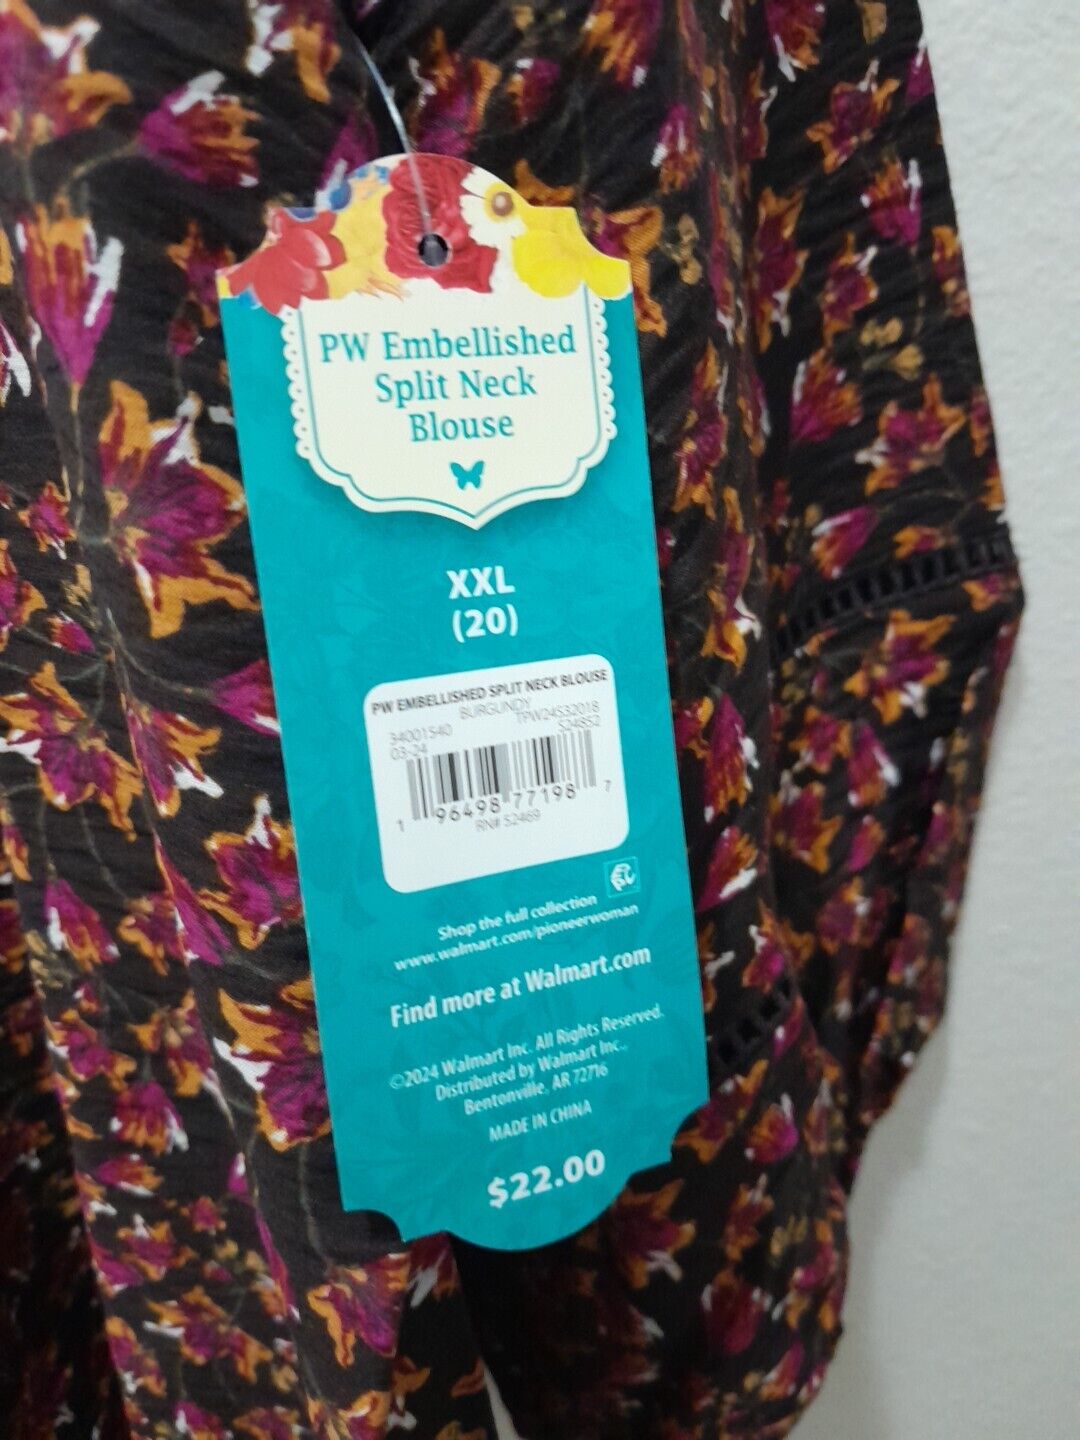 PW Embellished
Split Neck
Blouse
XXL
(20)
PW EMBELLISHED SPLIT NECK BLOUSE
BURGUNDY
34001540 TPW24S32018
03-24 S24852
1 96498 77198 7
RN# 52469
Shop the full collection
www.walmart.com/pioneerwoman
Find more at Walmart.com
©2024 Walmart Inc. All Rights Reserved.
Distributed by Walmart Inc.,
Bentonville, AR 72716
MADE IN CHINA
$22.00